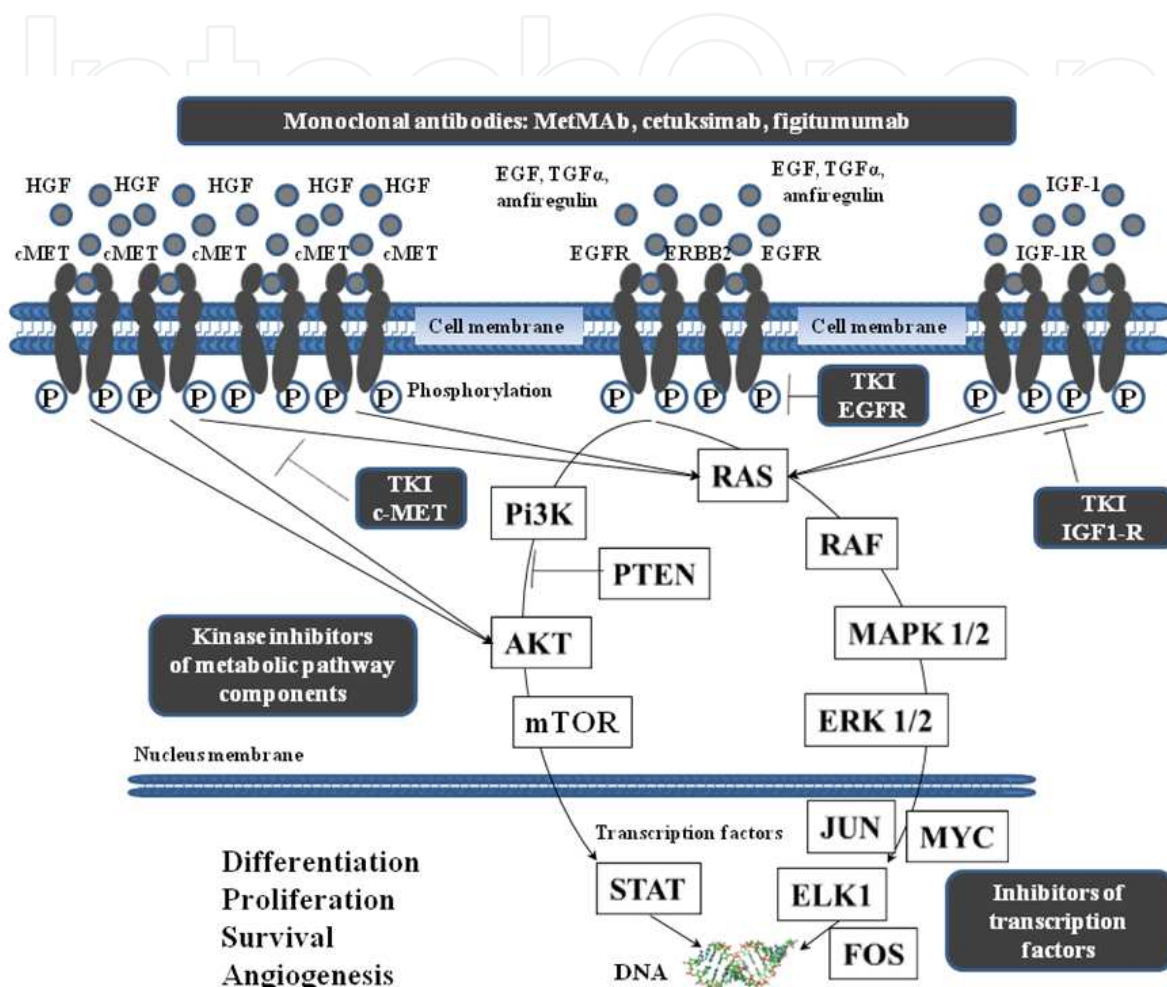 IntechOpen
Monoclonal antibodies: MetMAb, cetuksimab, figitumumab
HGF HGF HGF HGF HGF
EGF, TGFα,
amfiregulin
EGF, TGFα,
amfiregulin
IGF-1
cMET cMET cMET cMET cMET
EGFR ERBB2 EGFR
IGF-1R
Cell membrane
Cell membrane
P P P P P P P P
Phosphorylation
P P P P
TKI
EGFR
P P P P
TKI
c-MET
RAS
TKI
IGF1-R
Pi3K
RAF
PTEN
Kinase inhibitors
of metabolic pathway
components
AKT
MAPK 1/2
mTOR
ERK 1/2
Nucleus membrane
Transcription factors
JUN
MYC
Differentiation
Proliferation
Survival
Angiogenesis
STAT
ELK1
FOS
DNA
Inhibitors of
transcription
factors